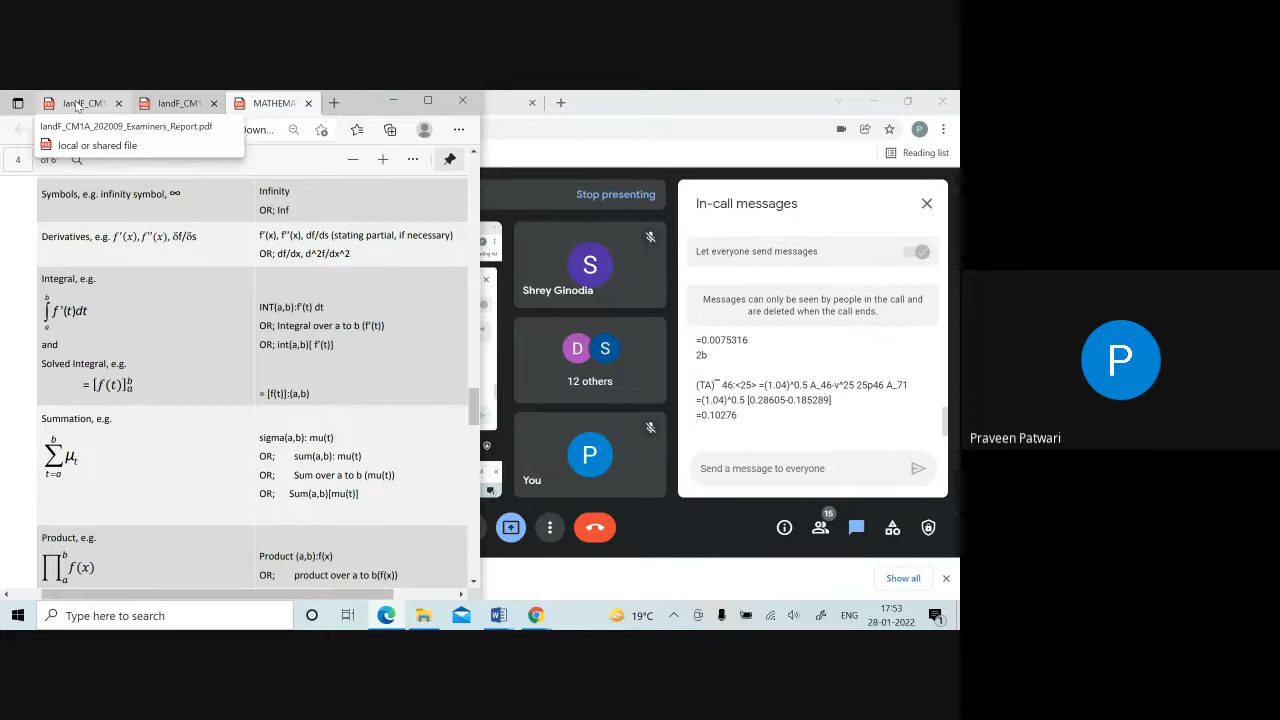 IandF_CM1
IandF_CM1
MATHEMA
IandF_CM1A_202009_Examiners_Report.pdf
local or shared file
Down...
4
of 6
Reading list
P
Symbols, e.g. infinity symbol, ∞
Infinity
OR; Inf
Derivatives, e.g. f'(x), f''(x), δf/δs
f'(x), f''(x), df/ds (stating partial, if necessary)
OR; df/dx, d^2f/dx^2
Integral, e.g.
∫_a^b f'(t)dt
and
Solved Integral, e.g.
= [f(t)]_a^b
INT(a,b):f'(t) dt
OR; Integral over a to b (f'(t))
OR; int(a,b)[ f'(t)]
= [f(t)]:(a,b)
Summation, e.g.
∑_{t=a}^b μ_t
sigma(a,b): mu(t)
OR; sum(a,b): mu(t)
OR; Sum over a to b (mu(t))
OR; Sum(a,b)[mu(t)]
Product, e.g.
∏_a^b f(x)
Product (a,b):f(x)
OR; product over a to b(f(x))
Stop presenting
S
Shrey Ginodia
D S
12 others
P
You
In-call messages
Let everyone send messages
Messages can only be seen by people in the call and
are deleted when the call ends.
=0.0075316
2b
(TA)‾ 46:<25> =(1.04)^0.5 A_46-v^25 25p46 A_71
=(1.04)^0.5 [0.28605-0.185289]
=0.10276
Send a message to everyone
15
Show all
Type here to search
19°C
ENG
17:53
28-01-2022
1
P
Praveen Patwari